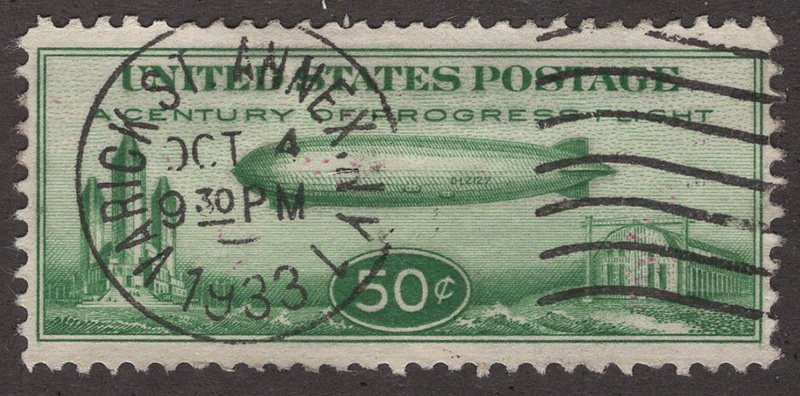 UNITED STATES POSTAGE
A CENTURY OF PROGRESS FLIGHT
VARICK ST. ANNEX N.Y.
OCT 4
9 30 PM
1933
50¢